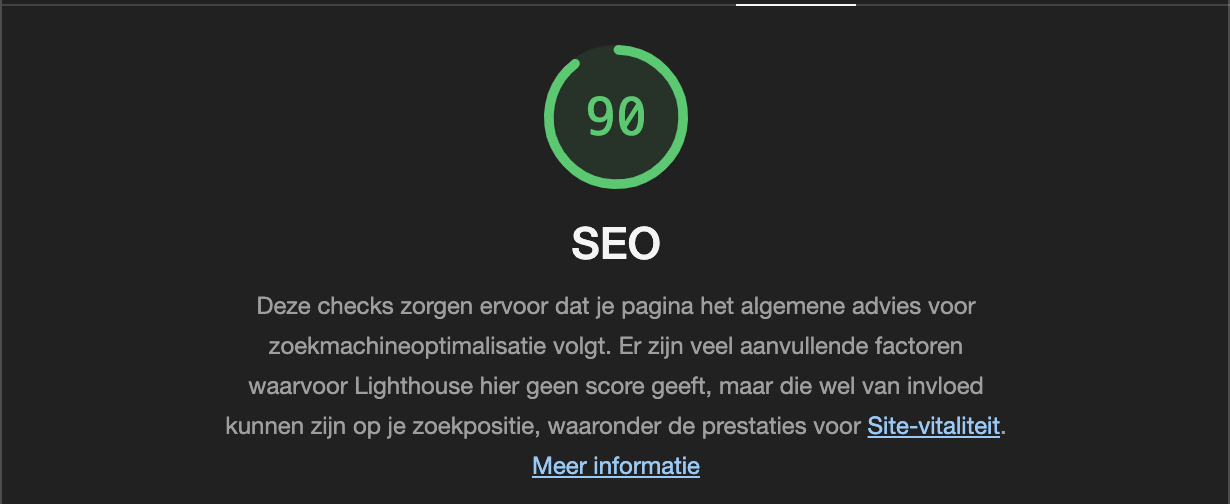 90
SEO
Deze checks zorgen ervoor dat je pagina het algemene advies voor
zoekmachineoptimalisatie volgt. Er zijn veel aanvullende factoren
waarvoor Lighthouse hier geen score geeft, maar die wel van invloed
kunnen zijn op je zoekpositie, waaronder de prestaties voor Site-vitaliteit.
Meer informatie